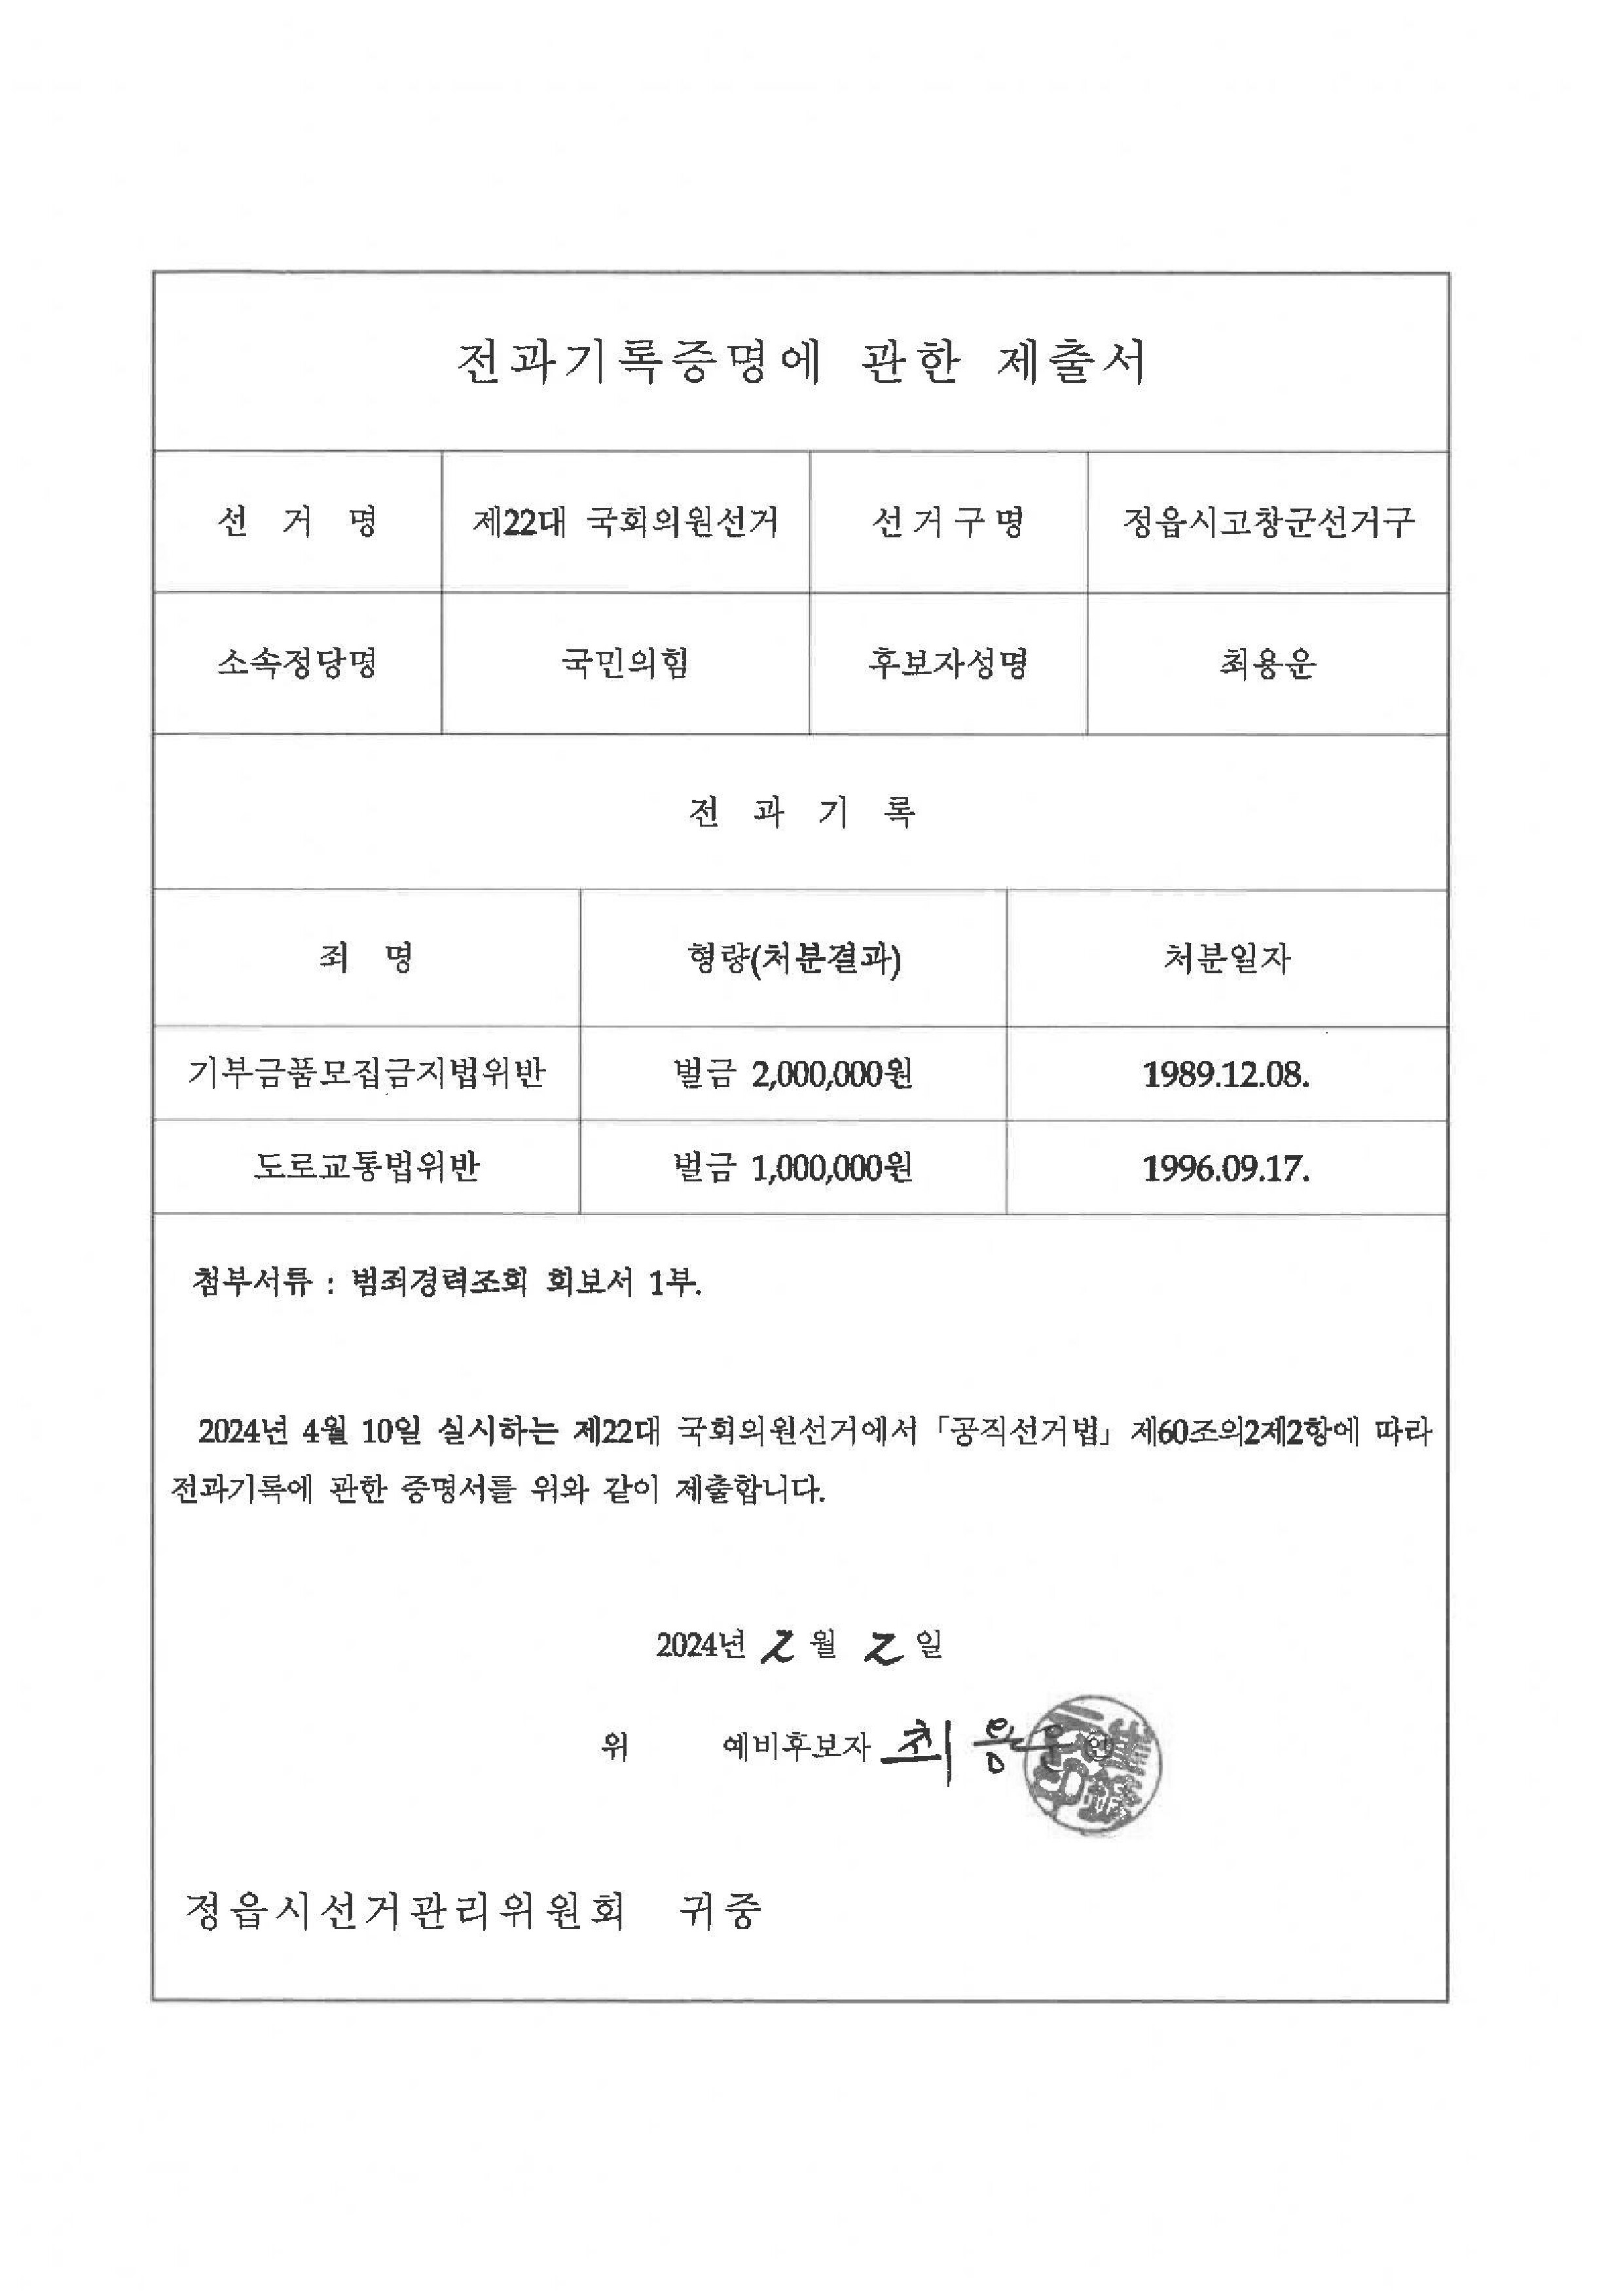 전과기록증명에 관한 제출서
선 거 명 제22대 국회의원선거 선거구명 정읍시고창군선거구
소속정당명 국민의힘 후보자성명 최용운
전 과 기 록
죄 명 형량(처분결과) 처분일자
기부금품모집금지법위반 벌금 2,000,000원 1989.12.08.
도로교통법위반 벌금 1,000,000원 1996.09.17.
첨부서류 : 범죄경력조회 회보서 1부.
2024년 4월 10일 실시하는 제22대 국회의원선거에서 「공직선거법」 제60조의2제2항에 따라
전과기록에 관한 증명서를 위와 같이 제출합니다.
2024년 2월 2일
위 예비후보자 최용운 ㊞
정읍시선거관리위원회 귀중